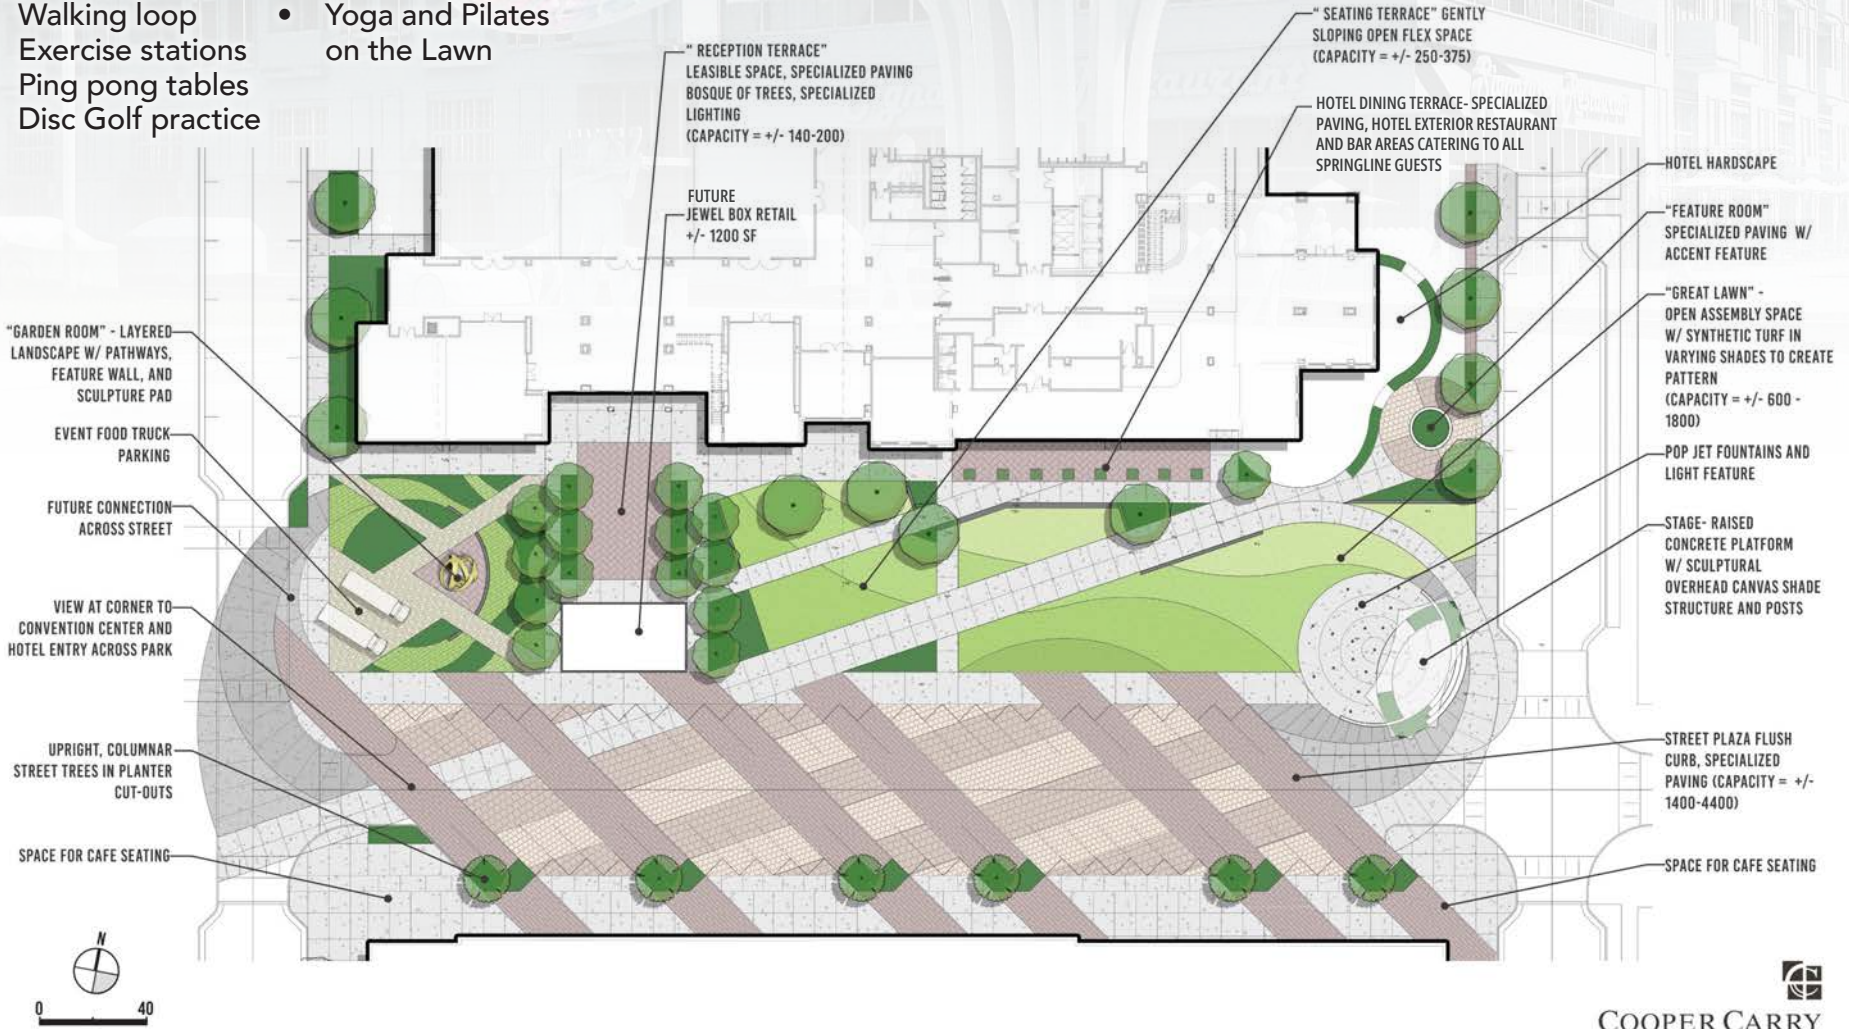 Walking loop
Exercise stations
Ping pong tables
Disc Golf practice
• Yoga and Pilates
on the Lawn
" RECEPTION TERRACE"
LEASIBLE SPACE, SPECIALIZED PAVING
BOSQUE OF TREES, SPECIALIZED
LIGHTING
(CAPACITY = +/- 140-200)
FUTURE
JEWEL BOX RETAIL
+/- 1200 SF
" SEATING TERRACE" GENTLY
SLOPING OPEN FLEX SPACE
(CAPACITY = +/- 250-375)
HOTEL DINING TERRACE- SPECIALIZED
PAVING, HOTEL EXTERIOR RESTAURANT
AND BAR AREAS CATERING TO ALL
SPRINGLINE GUESTS
HOTEL HARDSCAPE
"FEATURE ROOM"
SPECIALIZED PAVING W/
ACCENT FEATURE
"GREAT LAWN" -
OPEN ASSEMBLY SPACE
W/ SYNTHETIC TURF IN
VARYING SHADES TO CREATE
PATTERN
(CAPACITY = +/- 600 -
1800)
POP JET FOUNTAINS AND
LIGHT FEATURE
STAGE- RAISED
CONCRETE PLATFORM
W/ SCULPTURAL
OVERHEAD CANVAS SHADE
STRUCTURE AND POSTS
STREET PLAZA FLUSH
CURB, SPECIALIZED
PAVING (CAPACITY = +/-
1400-4400)
SPACE FOR CAFE SEATING
"GARDEN ROOM" - LAYERED
LANDSCAPE W/ PATHWAYS,
FEATURE WALL, AND
SCULPTURE PAD
EVENT FOOD TRUCK
PARKING
FUTURE CONNECTION
ACROSS STREET
VIEW AT CORNER TO
CONVENTION CENTER AND
HOTEL ENTRY ACROSS PARK
UPRIGHT, COLUMNAR
STREET TREES IN PLANTER
CUT-OUTS
SPACE FOR CAFE SEATING
N
0 40
COOPER CARRY